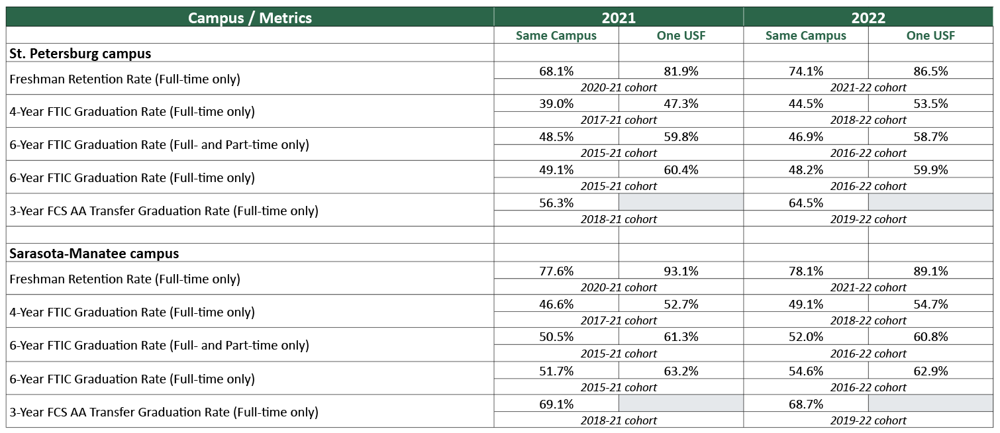 Campus / Metrics 2021 2022
Same Campus One USF Same Campus One USF
St. Petersburg campus
Freshman Retention Rate (Full-time only) 68.1% 81.9% 74.1% 86.5%
2020-21 cohort 2021-22 cohort
4-Year FTIC Graduation Rate (Full-time only) 39.0% 47.3% 44.5% 53.5%
2017-21 cohort 2018-22 cohort
6-Year FTIC Graduation Rate (Full- and Part-time only) 48.5% 59.8% 46.9% 58.7%
2015-21 cohort 2016-22 cohort
6-Year FTIC Graduation Rate (Full-time only) 49.1% 60.4% 48.2% 59.9%
2015-21 cohort 2016-22 cohort
3-Year FCS AA Transfer Graduation Rate (Full-time only) 56.3% 64.5%
2018-21 cohort 2019-22 cohort
Sarasota-Manatee campus
Freshman Retention Rate (Full-time only) 77.6% 93.1% 78.1% 89.1%
2020-21 cohort 2021-22 cohort
4-Year FTIC Graduation Rate (Full-time only) 46.6% 52.7% 49.1% 54.7%
2017-21 cohort 2018-22 cohort
6-Year FTIC Graduation Rate (Full- and Part-time only) 50.5% 61.3% 52.0% 60.8%
2015-21 cohort 2016-22 cohort
6-Year FTIC Graduation Rate (Full-time only) 51.7% 63.2% 54.6% 62.9%
2015-21 cohort 2016-22 cohort
3-Year FCS AA Transfer Graduation Rate (Full-time only) 69.1% 68.7%
2018-21 cohort 2019-22 cohort